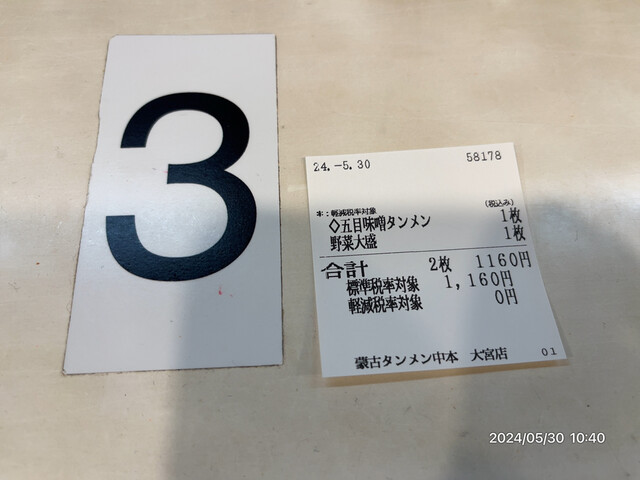 3
24.-5.30 58178
*:軽減税率対象 (税込み)
◇五目味噌タンメン 1枚
野菜大盛 1枚
合計 2枚 1160円
標準税率対象 1,160円
軽減税率対象 0円
蒙古タンメン中本 大宮店 01
2024/05/30 10:40